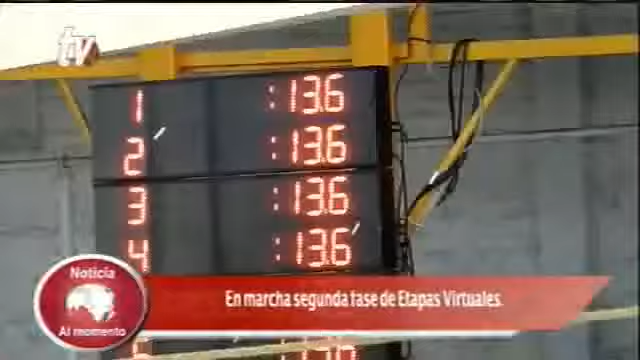 tv
1 :13.6
2 :13.6
3 :13.6
4 :13.6
Noticia
Al momento
En marcha segunda fase de Etapas Virtuales.